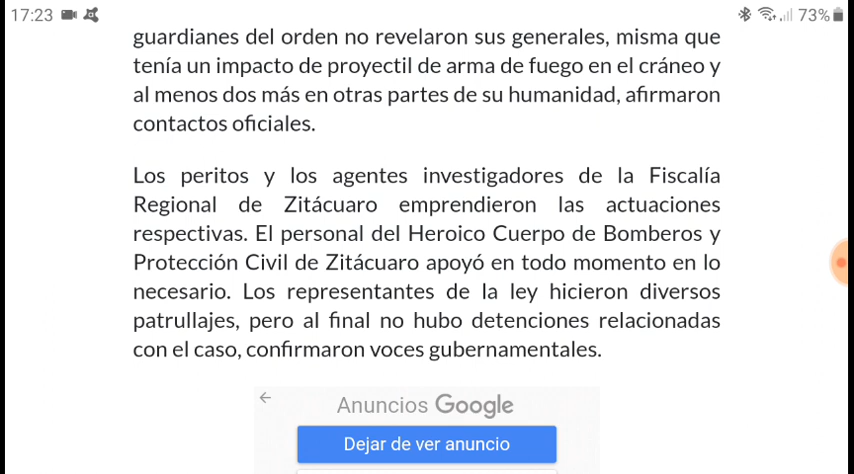 17:23 73%
guardianes del orden no revelaron sus generales, misma que
tenía un impacto de proyectil de arma de fuego en el cráneo y
al menos dos más en otras partes de su humanidad, afirmaron
contactos oficiales.
Los peritos y los agentes investigadores de la Fiscalía
Regional de Zitácuaro emprendieron las actuaciones
respectivas. El personal del Heroico Cuerpo de Bomberos y
Protección Civil de Zitácuaro apoyó en todo momento en lo
necesario. Los representantes de la ley hicieron diversos
patrullajes, pero al final no hubo detenciones relacionadas
con el caso, confirmaron voces gubernamentales.
Anuncios Google
Dejar de ver anuncio